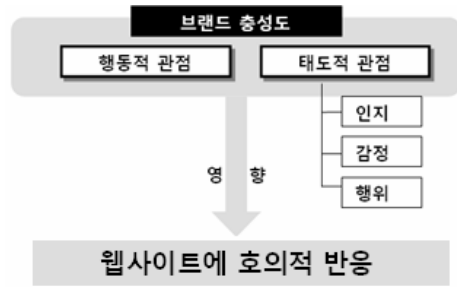 브랜드 충성도
행동적 관점
태도적 관점
인지
감정
행위
영 향
웹사이트에 호의적 반응